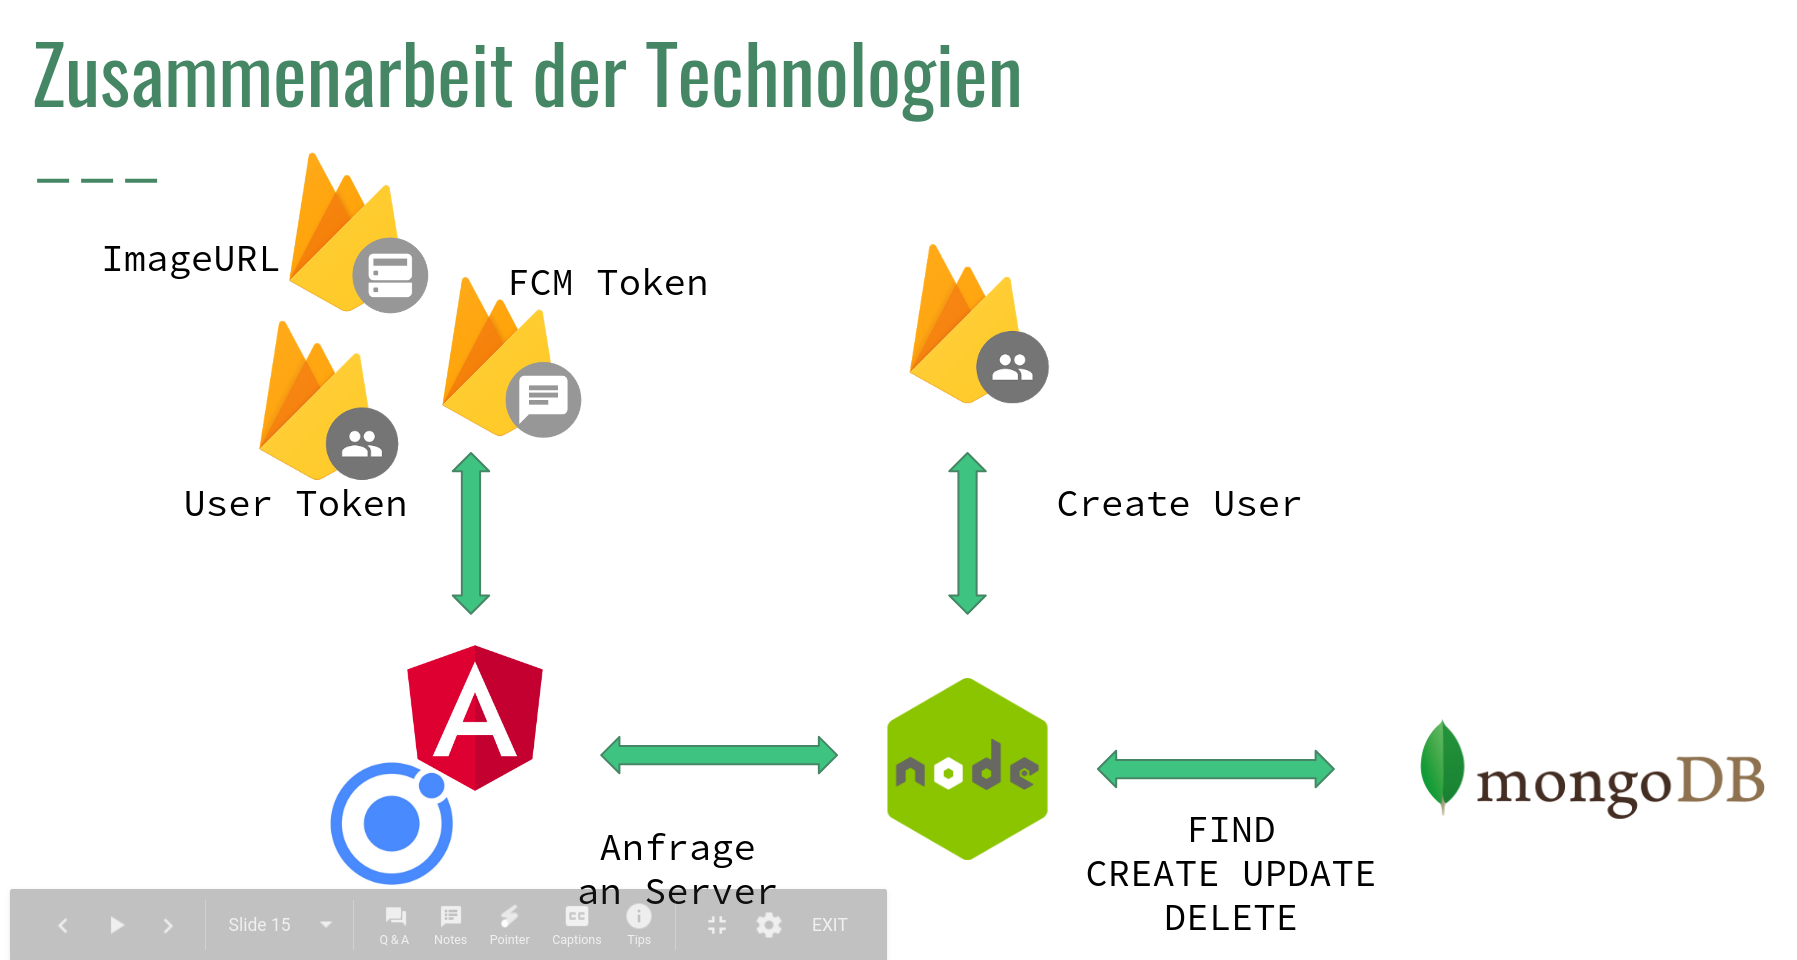 Zusammenarbeit der Technologien
ImageURL
FCM Token
User Token
Create User
node
mongoDB
Anfrage
an Server
FIND
CREATE UPDATE
DELETE
Slide 15
Q & A
Notes
Pointer
CC
Captions
Tips
EXIT